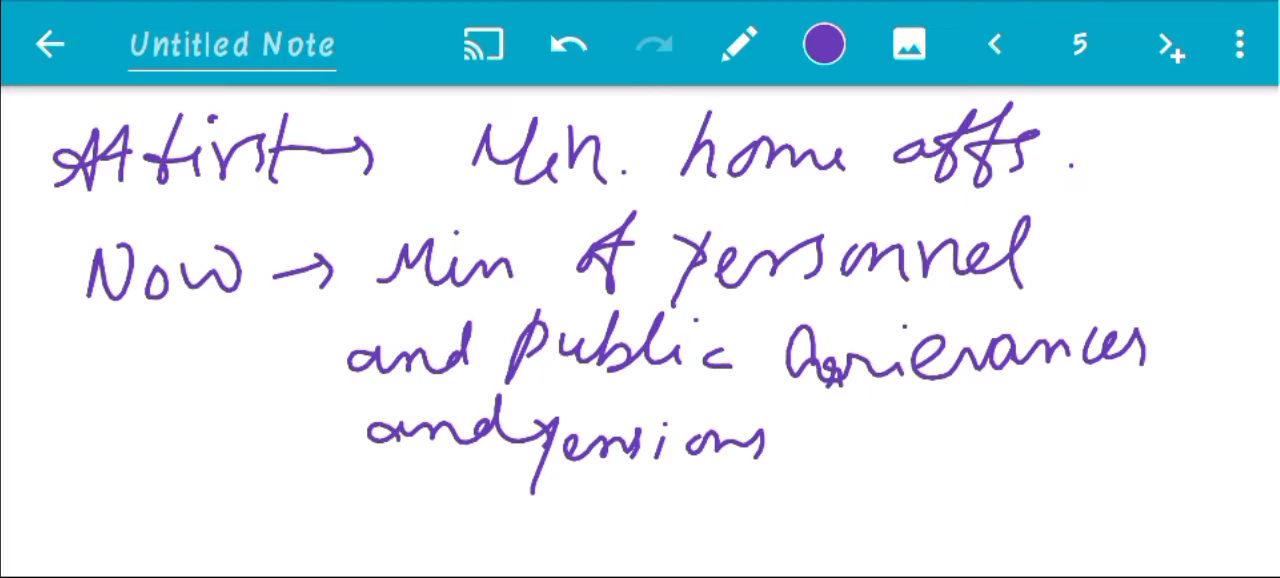 Untitled Note 5
At first → Min. home affs.
Now → Min of personnel
and public Grievances
and pensions